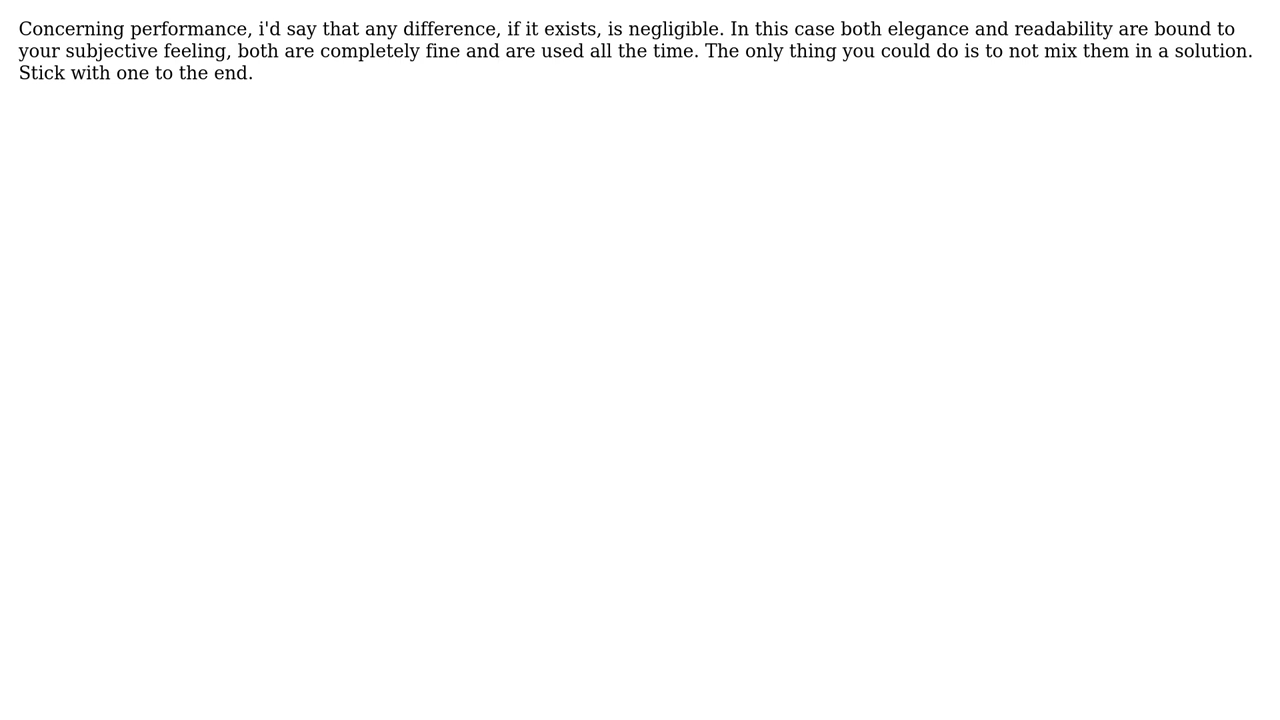 Concerning performance, i'd say that any difference, if it exists, is negligible. In this case both elegance and readability are bound to
your subjective feeling, both are completely fine and are used all the time. The only thing you could do is to not mix them in a solution.
Stick with one to the end.